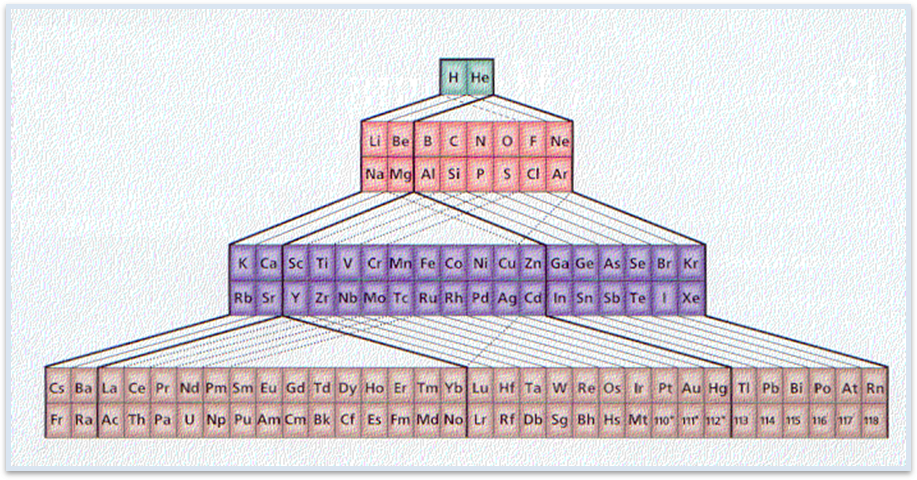 H He
Li Be B C N O F Ne
Na Mg Al Si P S Cl Ar
K Ca Sc Ti V Cr Mn Fe Co Ni Cu Zn Ga Ge As Se Br Kr
Rb Sr Y Zr Nb Mo Tc Ru Rh Pd Ag Cd In Sn Sb Te I Xe
Cs Ba La Ce Pr Nd Pm Sm Eu Gd Td Dy Ho Er Tm Yb Lu Hf Ta W Re Os Ir Pt Au Hg Tl Pb Bi Po At Rn
Fr Ra Ac Th Pa U Np Pu Am Cm Bk Cf Es Fm Md No Lr Rf Db Sg Bh Hs Mt 110* 111* 112* 113 114 115 116 117 118